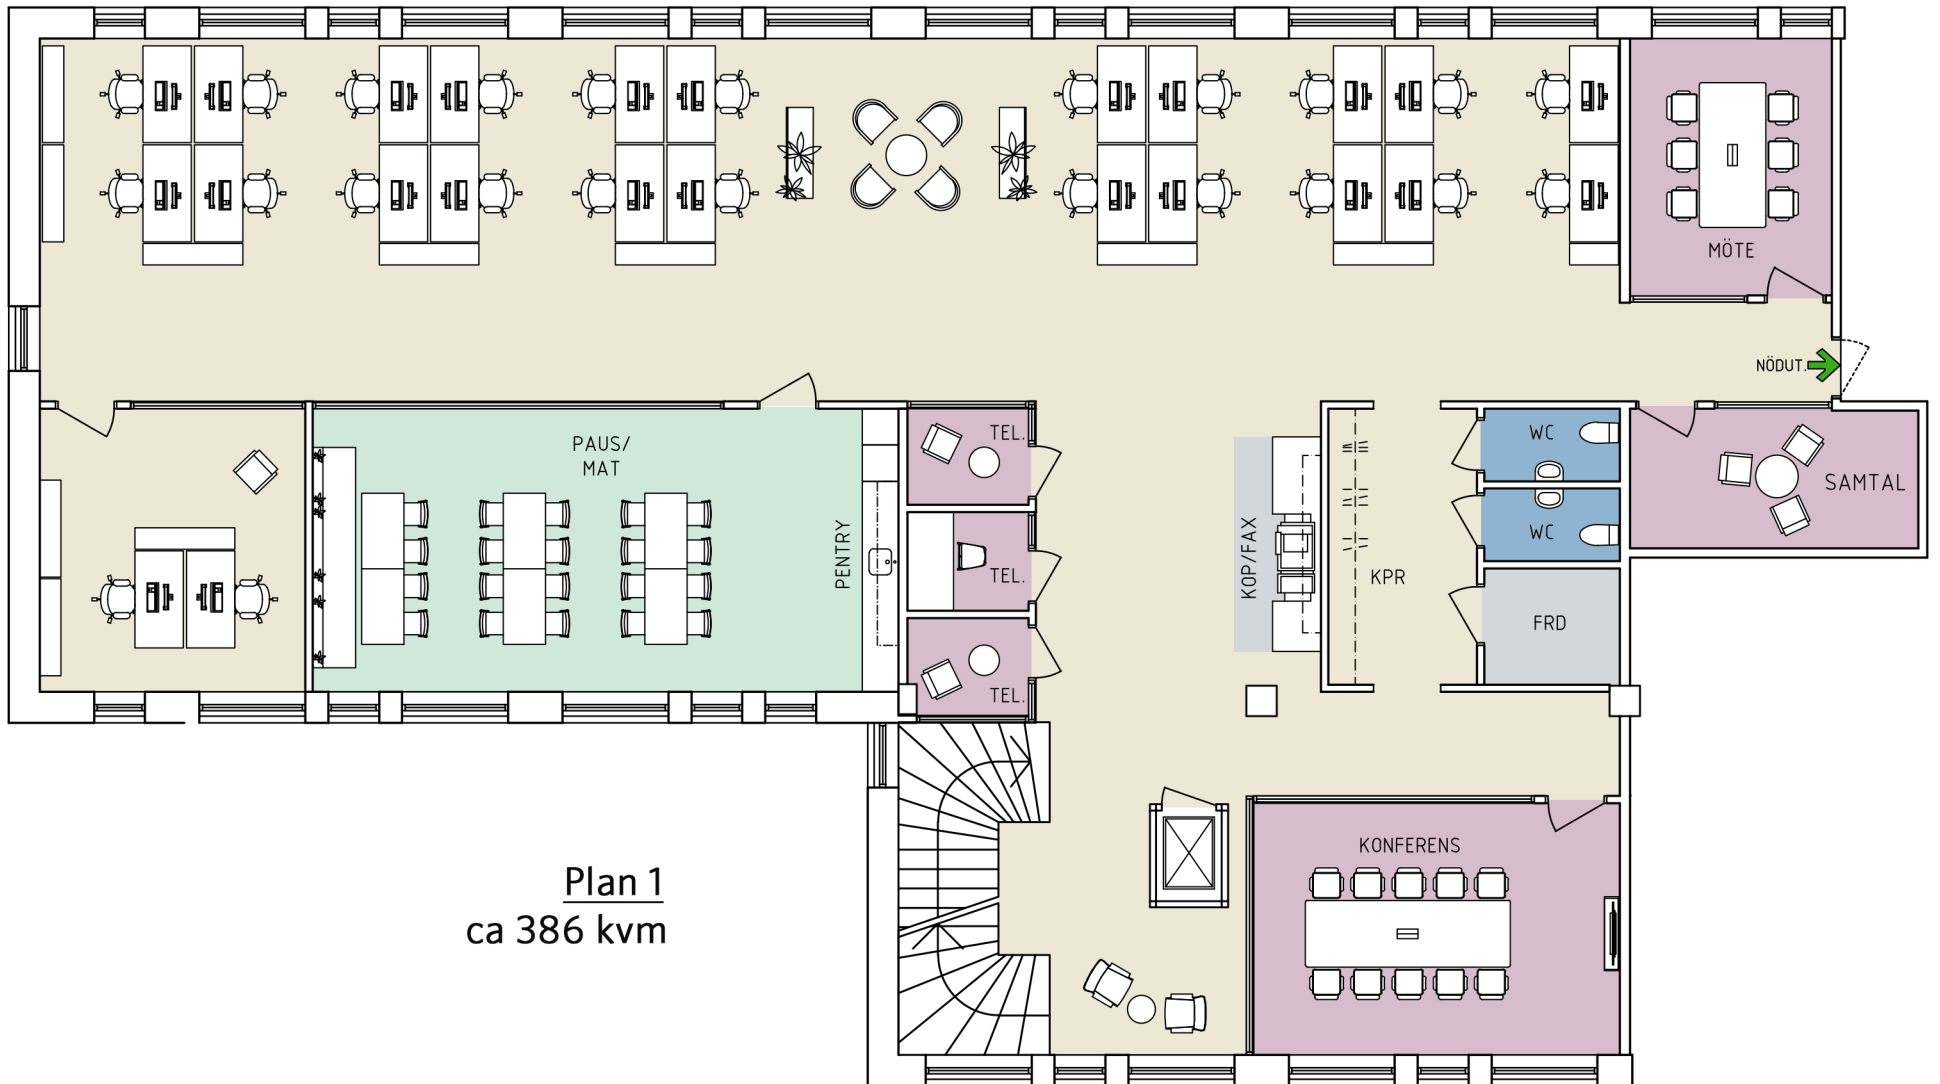 MÖTE
NÖDUT.
PAUS/
MAT
PENTRY
TEL.
TEL.
TEL.
KOP/FAX
KPR
WC
WC
FRD
SAMTAL
KONFERENS
Plan 1
ca 386 kvm